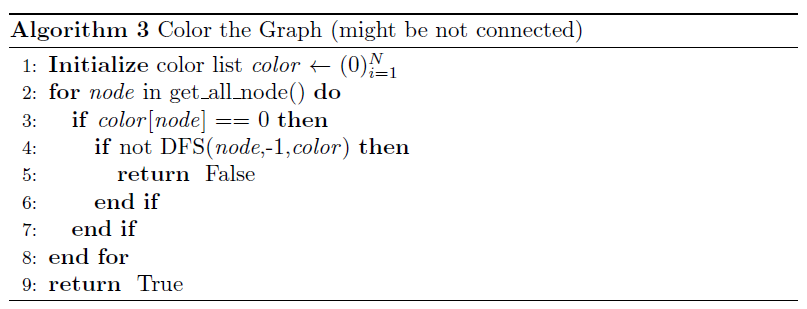 Algorithm 3 Color the Graph (might be not connected)
1: Initialize color list color ← (0)_{i=1}^{N}
2: for node in get_all_node() do
3: if color[node] == 0 then
4: if not DFS(node,-1,color) then
5: return False
6: end if
7: end if
8: end for
9: return True